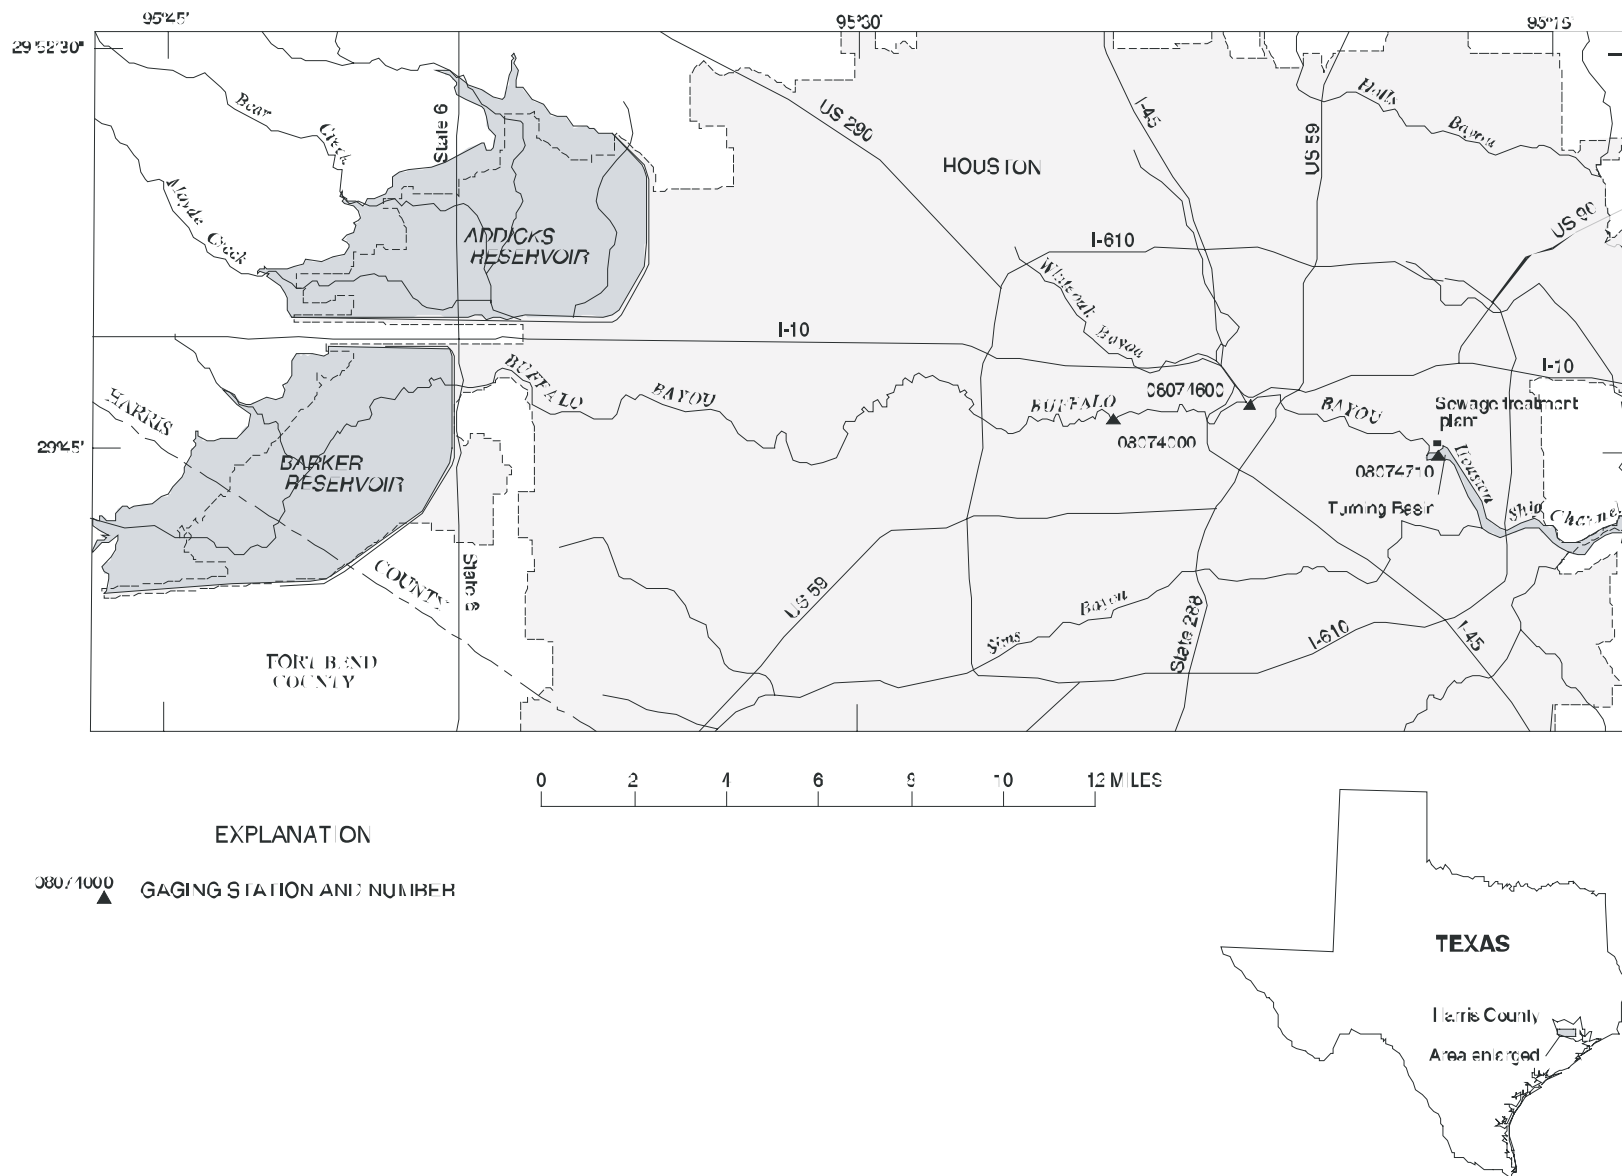 95°45'
95°30'
95°15'
29°52'30"
Bear
Creek
State 6
US 290
I-45
Halls
Bayou
US 59
HOUSTON
Mayde
Creek
ADDICKS
RESERVOIR
I-610
US 90
Whiteoak
Bayou
I-10
I-10
BUFFALO
BAYOU
BUFFALO
08074600
BAYOU
Sewage treatment
plant
HARRIS
29°45'
08074000
BARKER
RESERVOIR
08074710
Houston
Turning Basin
Ship Channel
COUNTY
State 6
US 59
Sims
Bayou
State 288
I-610
I-45
FORT BEND
COUNTY
0 2 4 6 8 10 12 MILES
EXPLANATION
08074000
GAGING STATION AND NUMBER
TEXAS
Harris County
Area enlarged